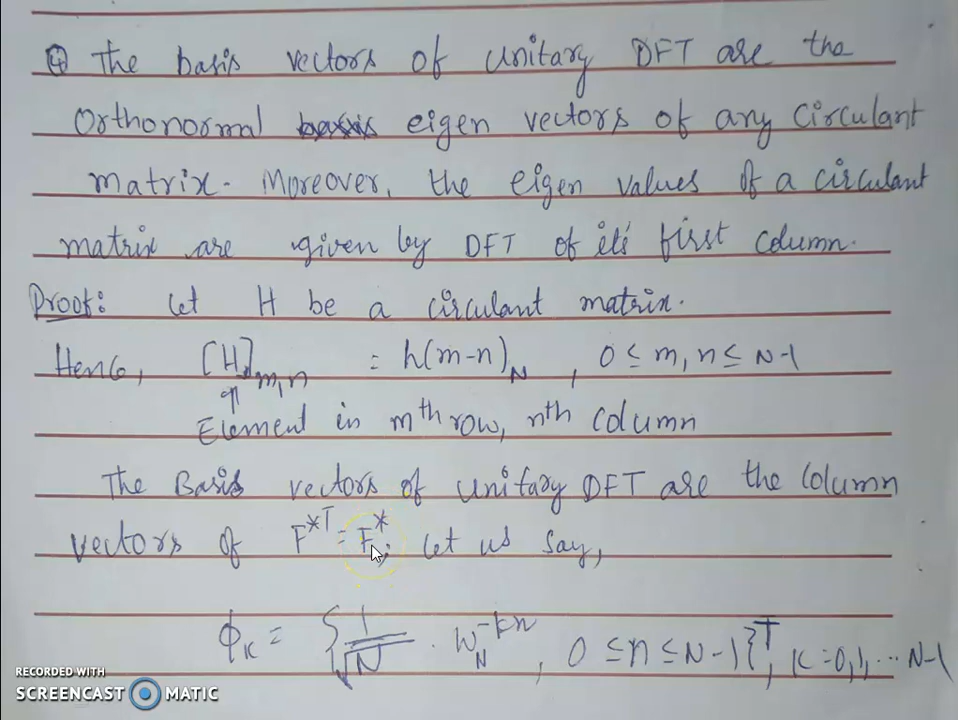 ④ The basis vectors of Unitary DFT are the
Orthonormal eigen vectors of any Circulant
matrix. Moreover, the eigen values of a circulant
matrix are given by DFT of its first column.
Proof: Let H be a circulant matrix.
Hence, [H]m,n = h(m-n)N , 0 ≤ m, n ≤ N-1
Element in mth row, nth column
The Basis vectors of Unitary DFT are the Column
vectors of F*T = F*; Let us say,
ϕK = {1/√N . WN^-kn , 0 ≤ n ≤ N-1}T, K = 0, 1, ... N-1
RECORDED WITH
SCREENCAST MATIC